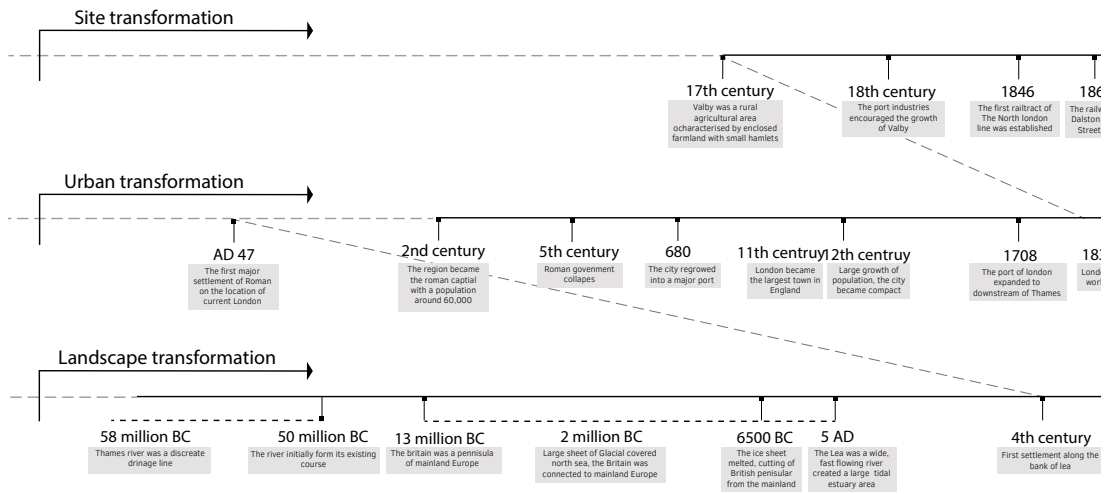 Site transformation
17th century
Valby was a rural
agricultural area
ocharacterised by enclosed
farmland with small hamlets
18th century
The port industries
encouraged the growth
of Valby
1846
The first railtract of
The North london
line was established
186
The railw
Dalston
Street
Urban transformation
AD 47
The first major
settlement of Roman
on the location of
current London
2nd century
The region became
the roman captial
with a population
around 60,000
5th century
Roman govenment
collapes
680
The city regrowed
into a major port
11th centruy
London became
the largest town in
England
12th centruy
Large growth of
population, the city
became compact
1708
The port of london
expanded to
downstream of Thames
183
Londo
work
Landscape transformation
58 million BC
Thames river was a discreate
drinage line
50 million BC
The river initially form its existing
course
13 million BC
The britain was a pennisula
of mainland Europe
2 million BC
Large sheet of Glacial covered
north sea, the Britain was
connected to mainland Europe
6500 BC
The ice sheet
melted, cutting of
British penisular
from the mainland
5 AD
The Lea was a wide,
fast flowing river
created a large tidal
estuary area
4th century
First settlement along the
bank of lea